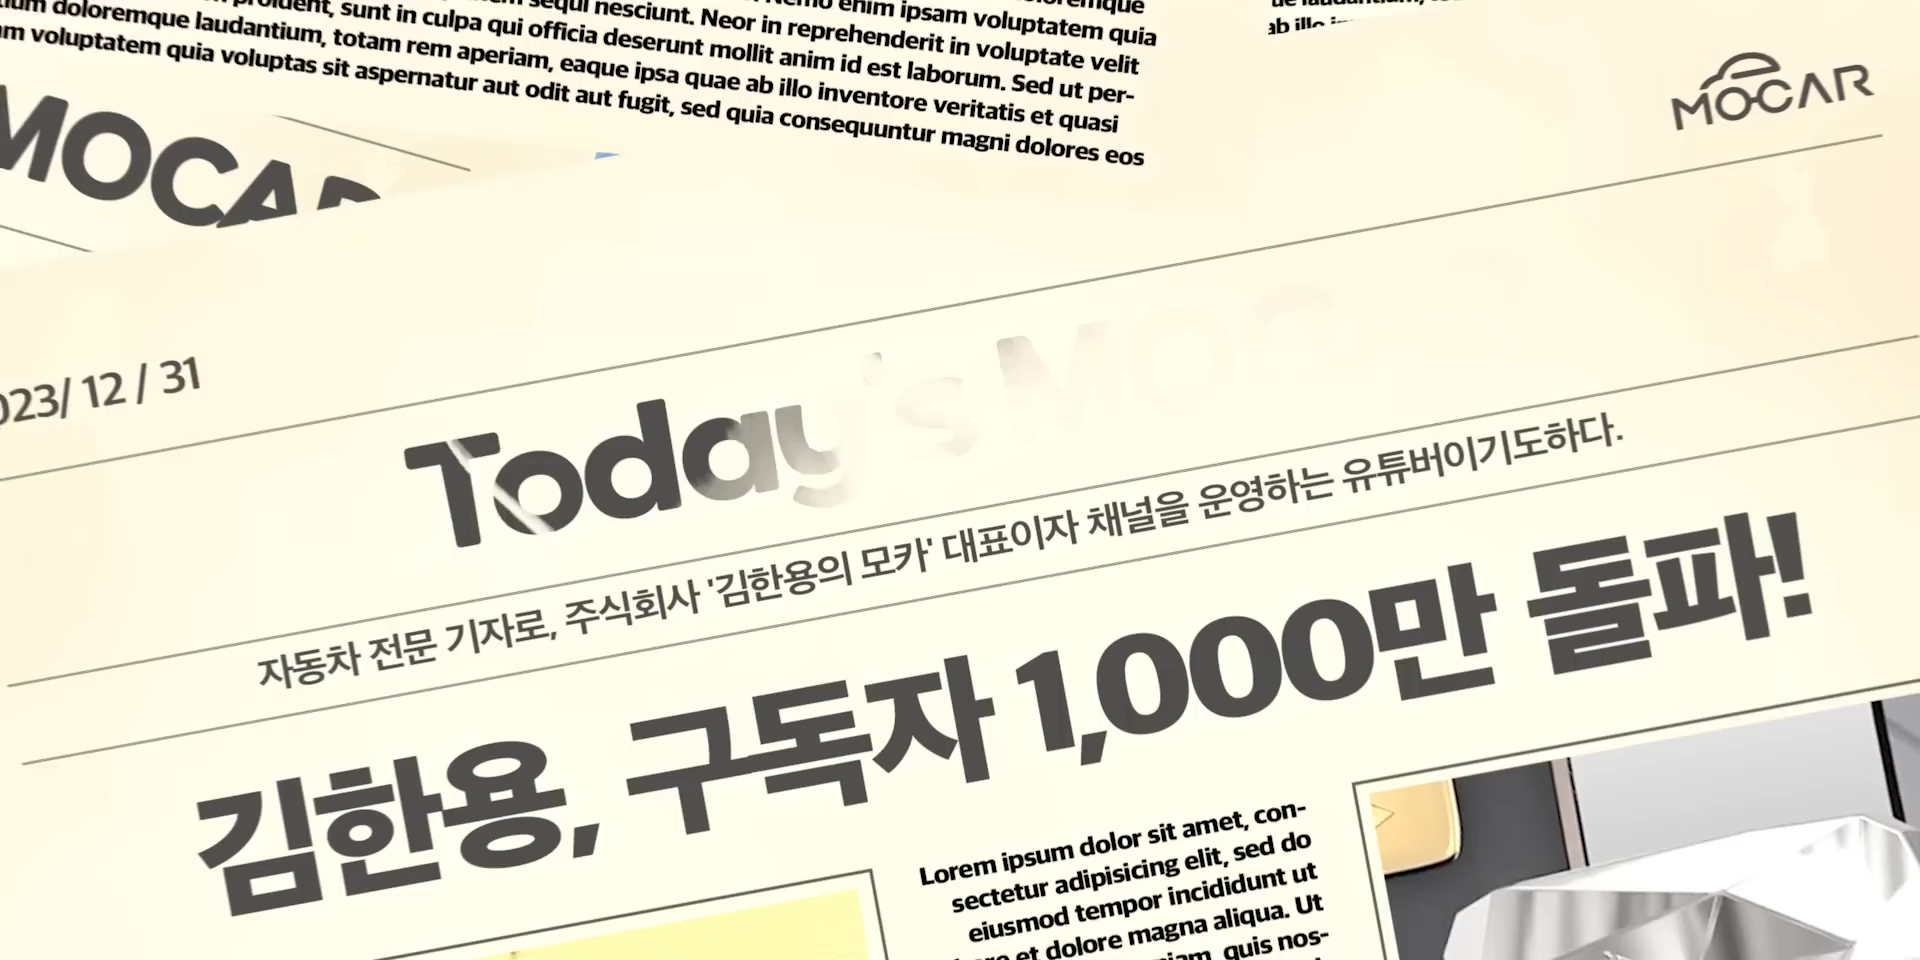 enim ipsam voluptatem quia
sequi nesciunt. Neor in reprehenderit in voluptate velit
sunt in culpa qui officia deserunt mollit anim id est laborum. Sed ut per-
doloremque laudantium, totam rem aperiam, eaque ipsa quae ab illo inventore veritatis et quasi
voluptatem quia voluptas sit aspernatur aut odit aut fugit, sed quia consequuntur magni dolores eos
ab illo
MOCAR
MOCAR
023/ 12 / 31
Today's MOC
자동차 전문 기자로, 주식회사 '김한용의 모카' 대표이자 채널을 운영하는 유튜버이기도하다.
김한용, 구독자 1,000만 돌파!
Lorem ipsum dolor sit amet, con-
sectetur adipisicing elit, sed do
eiusmod tempor incididunt ut
et dolore magna aliqua. Ut
quis nos-